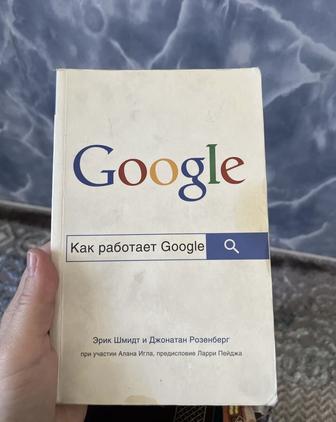 Google
Как работает Google
Эрик Шмидт и Джонатан Розенберг
при участии Алана Игла, предисловие Ларри Пейджа